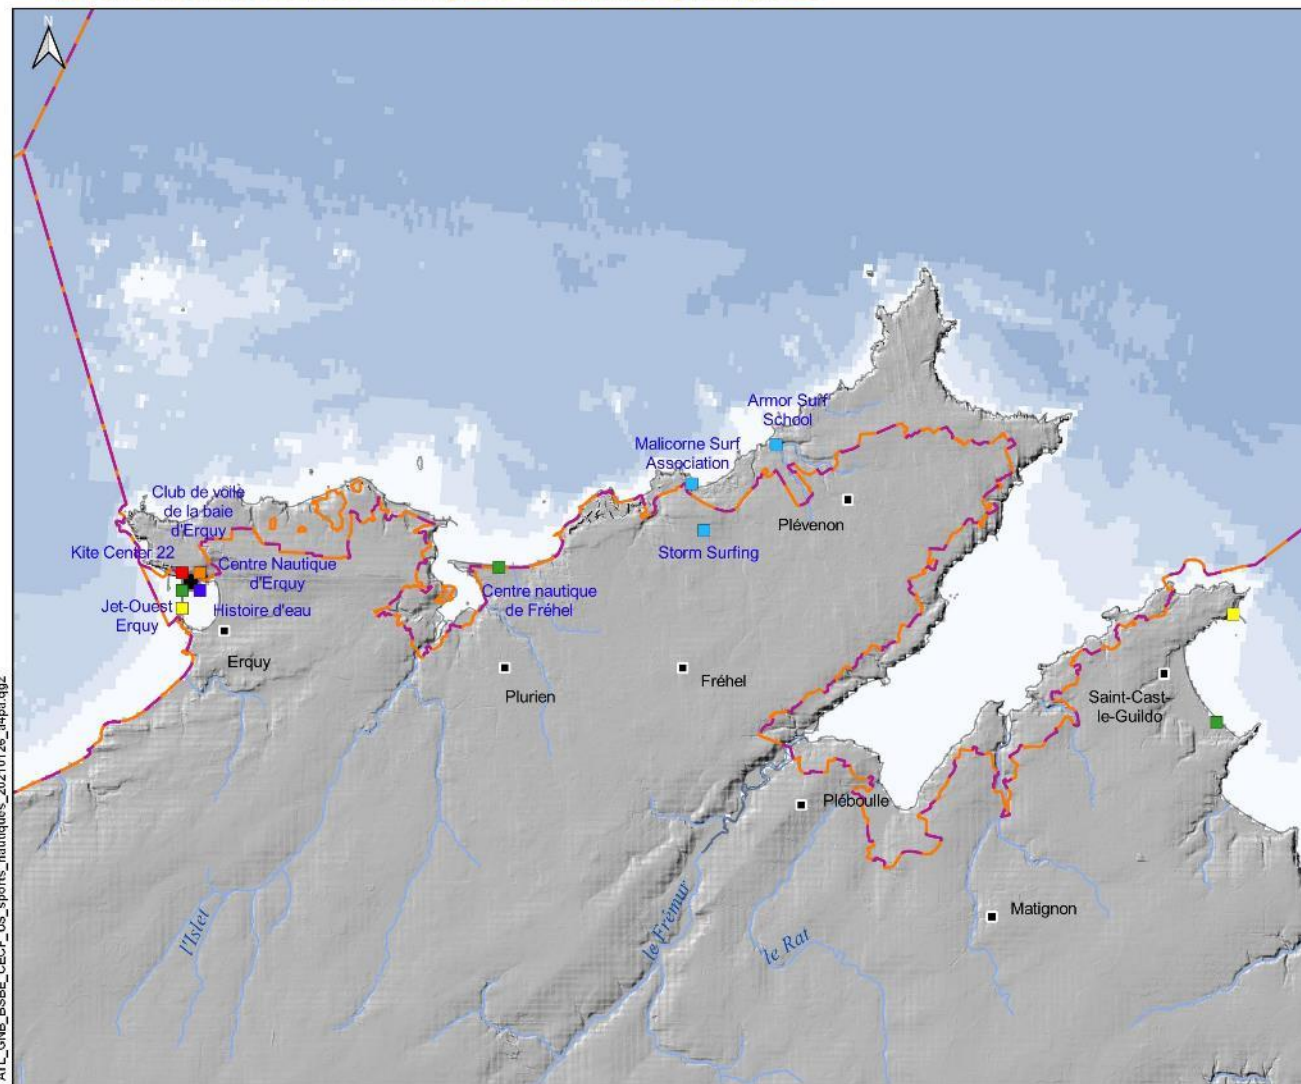 N
Armor Surf
School
Malicorne Surf
Association
Club de voile
de la baie
d'Erquy
Plévenon
Kite Center 22
Storm Surfing
Centre Nautique
d'Erquy
Centre nautique
de Fréhel
Jet-Ouest
Erquy
Histoire d'eau
Erquy
Plurien
Fréhel
Saint-Cast-
le-Guildo
Pléboulle
Matignon
l'Islet
le Frémur
le Rat